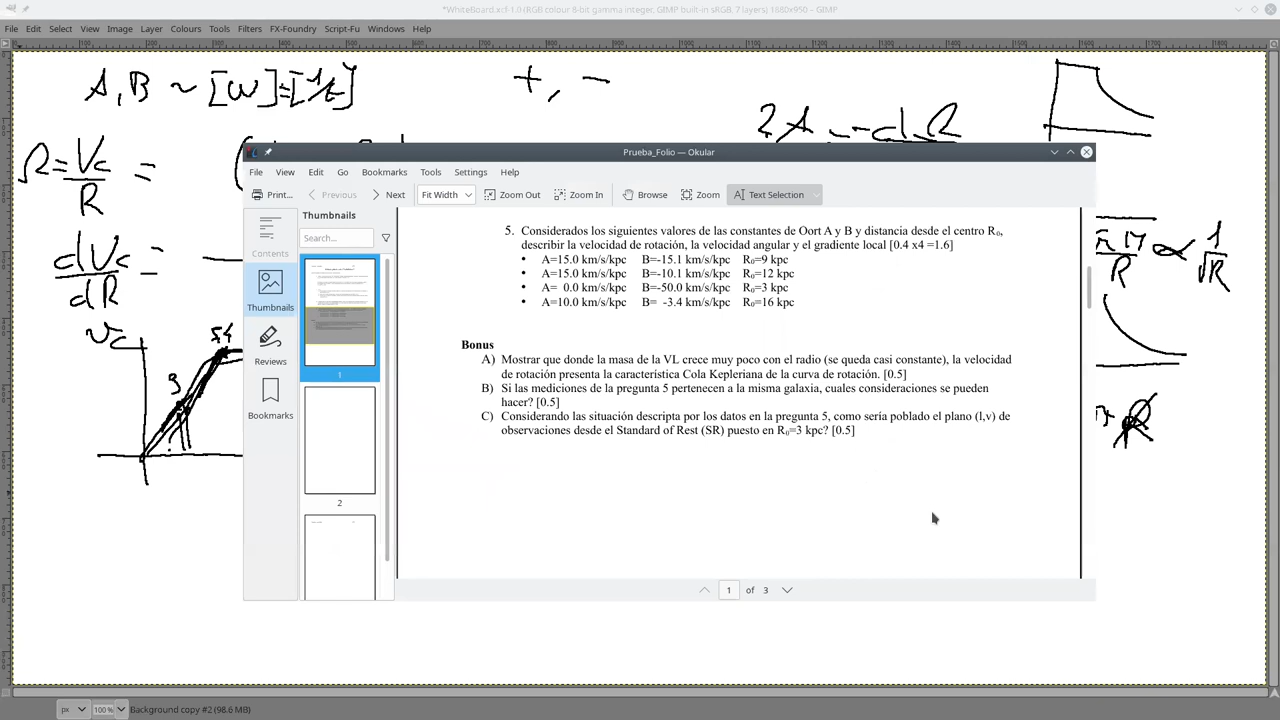 *WhiteBoard.xcf-1.0 (RGB colour 8-bit gamma integer, GIMP built-in sRGB, 7 layers) 1880x950 – GIMP
File Edit Select View Image Layer Colours Tools Filters FX-Foundry Script-Fu Windows Help
A, B ~ [W]=[1/t]
+, -
2A = -dΩ
Ω = Vc/R =
dVc/dR =
Vc
Prueba_Folio — Okular
File View Edit Go Bookmarks Tools Settings Help
Print... Previous Next Fit Width Zoom Out Zoom In Browse Zoom Text Selection
Contents
Thumbnails
Reviews
Bookmarks
Thumbnails
Search...
1
2
5. Considerados los siguientes valores de las constantes de Oort A y B y distancia desde el centro R₀,
describir la velocidad de rotación, la velocidad angular y el gradiente local [0.4 x4 =1.6]
• A=15.0 km/s/kpc B=-15.1 km/s/kpc R₀=9 kpc
• A=15.0 km/s/kpc B=-10.1 km/s/kpc R₀=12 kpc
• A= 0.0 km/s/kpc B=-50.0 km/s/kpc R₀=3 kpc
• A=10.0 km/s/kpc B= -3.4 km/s/kpc R₀=16 kpc
Bonus
A) Mostrar que donde la masa de la VL crece muy poco con el radio (se queda casi constante), la velocidad
de rotación presenta la característica Cola Kepleriana de la curva de rotación. [0.5]
B) Si las mediciones de la pregunta 5 pertenecen a la misma galaxia, cuales consideraciones se pueden
hacer? [0.5]
C) Considerando las situación descripta por los datos en la pregunta 5, como seria poblado el plano (l,v) de
observaciones desde el Standard of Rest (SR) puesto en R₀=3 kpc? [0.5]
1 of 3
M/R ∝ 1/√R
px 100% Background copy #2 (98.6 MB)